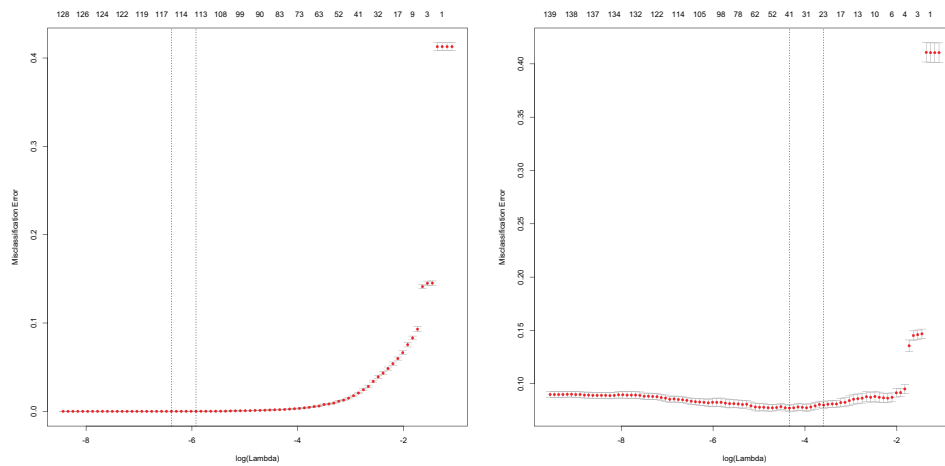 128 126 124 122 119 117 114 113 108 99 90 83 73 63 52 41 32 17 9 3 1
Misclassification Error
0.4
0.3
0.2
0.1
0.0
-8 -6 -4 -2
log(Lambda)
139 138 137 134 132 122 114 105 98 78 62 52 41 31 23 17 13 10 6 4 3 1
Misclassification Error
0.40
0.35
0.30
0.25
0.20
0.15
0.10
-8 -6 -4 -2
log(Lambda)